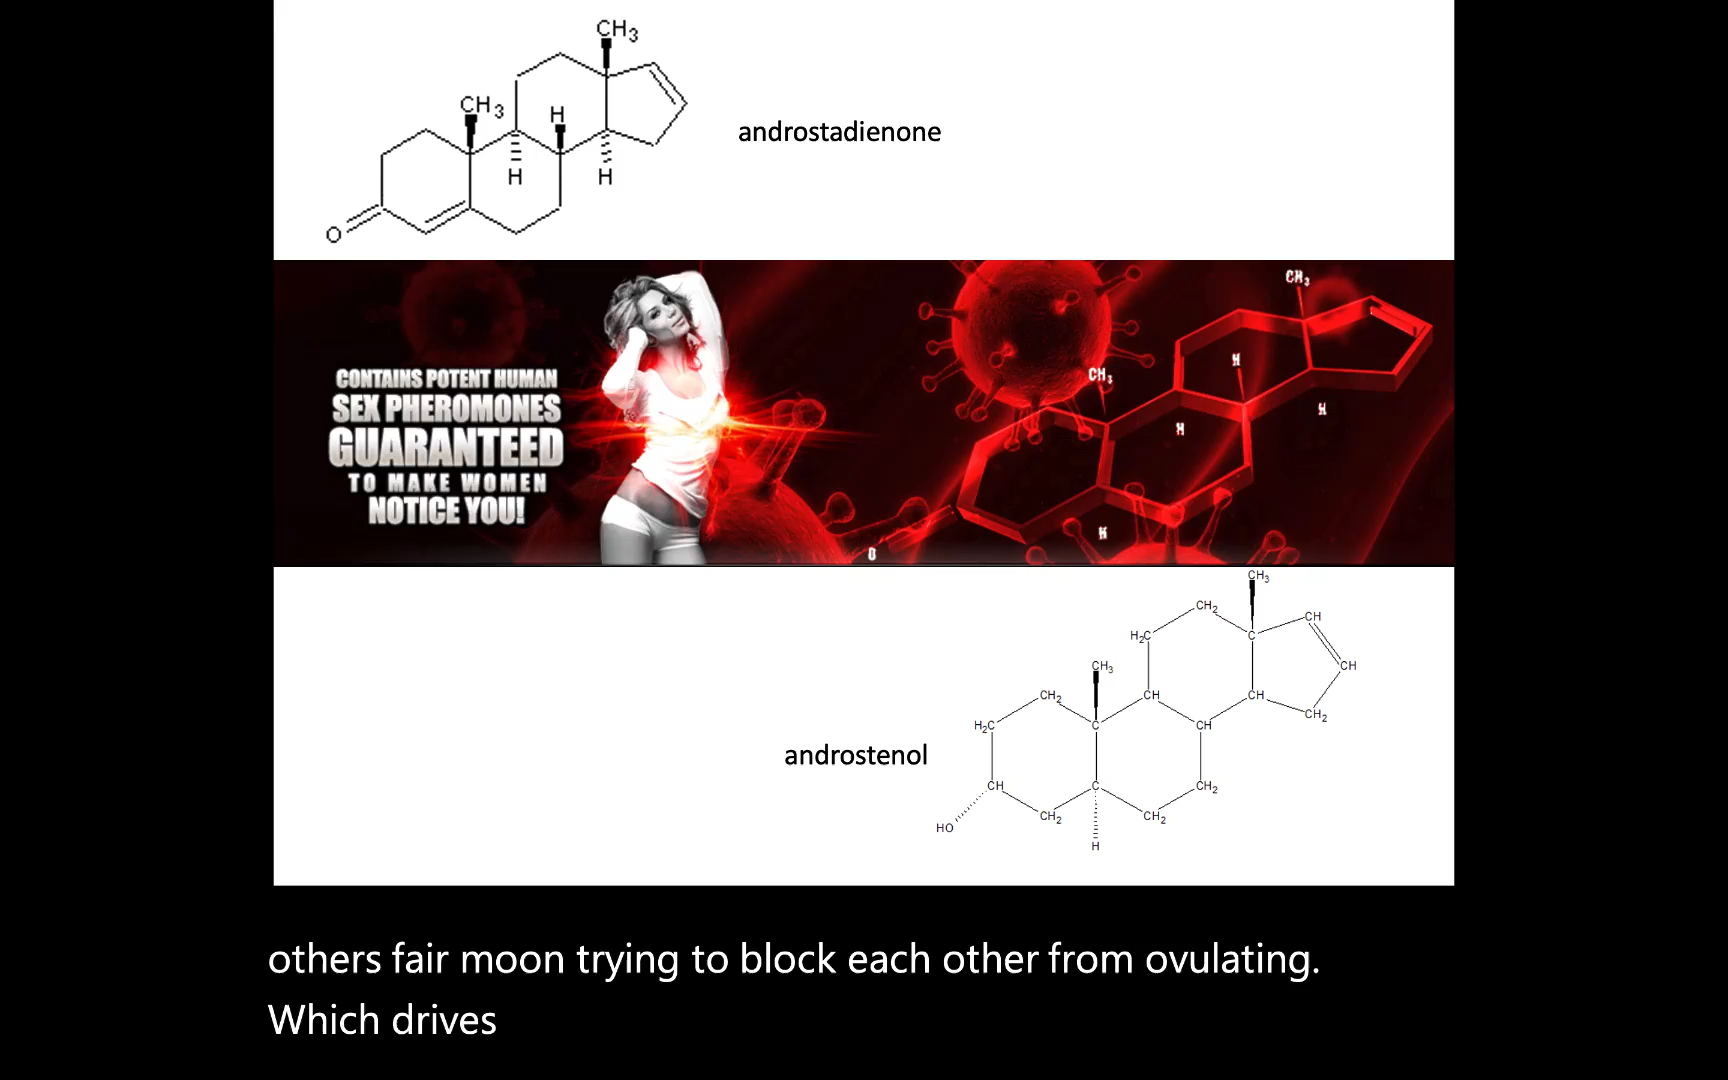 CH3
CH3
H
H
H
O
androstadienone
CONTAINS POTENT HUMAN
SEX PHEROMONES
GUARANTEED
TO MAKE WOMEN
NOTICE YOU!
CH3
CH3
H
H
H
H
O
CH3
CH2
CH
H2C
C
CH3
CH
CH2
CH
CH
CH2
H2C
C
CH
androstenol
CH
C
CH2
CH2
CH2
HO
H
others fair moon trying to block each other from ovulating.
Which drives